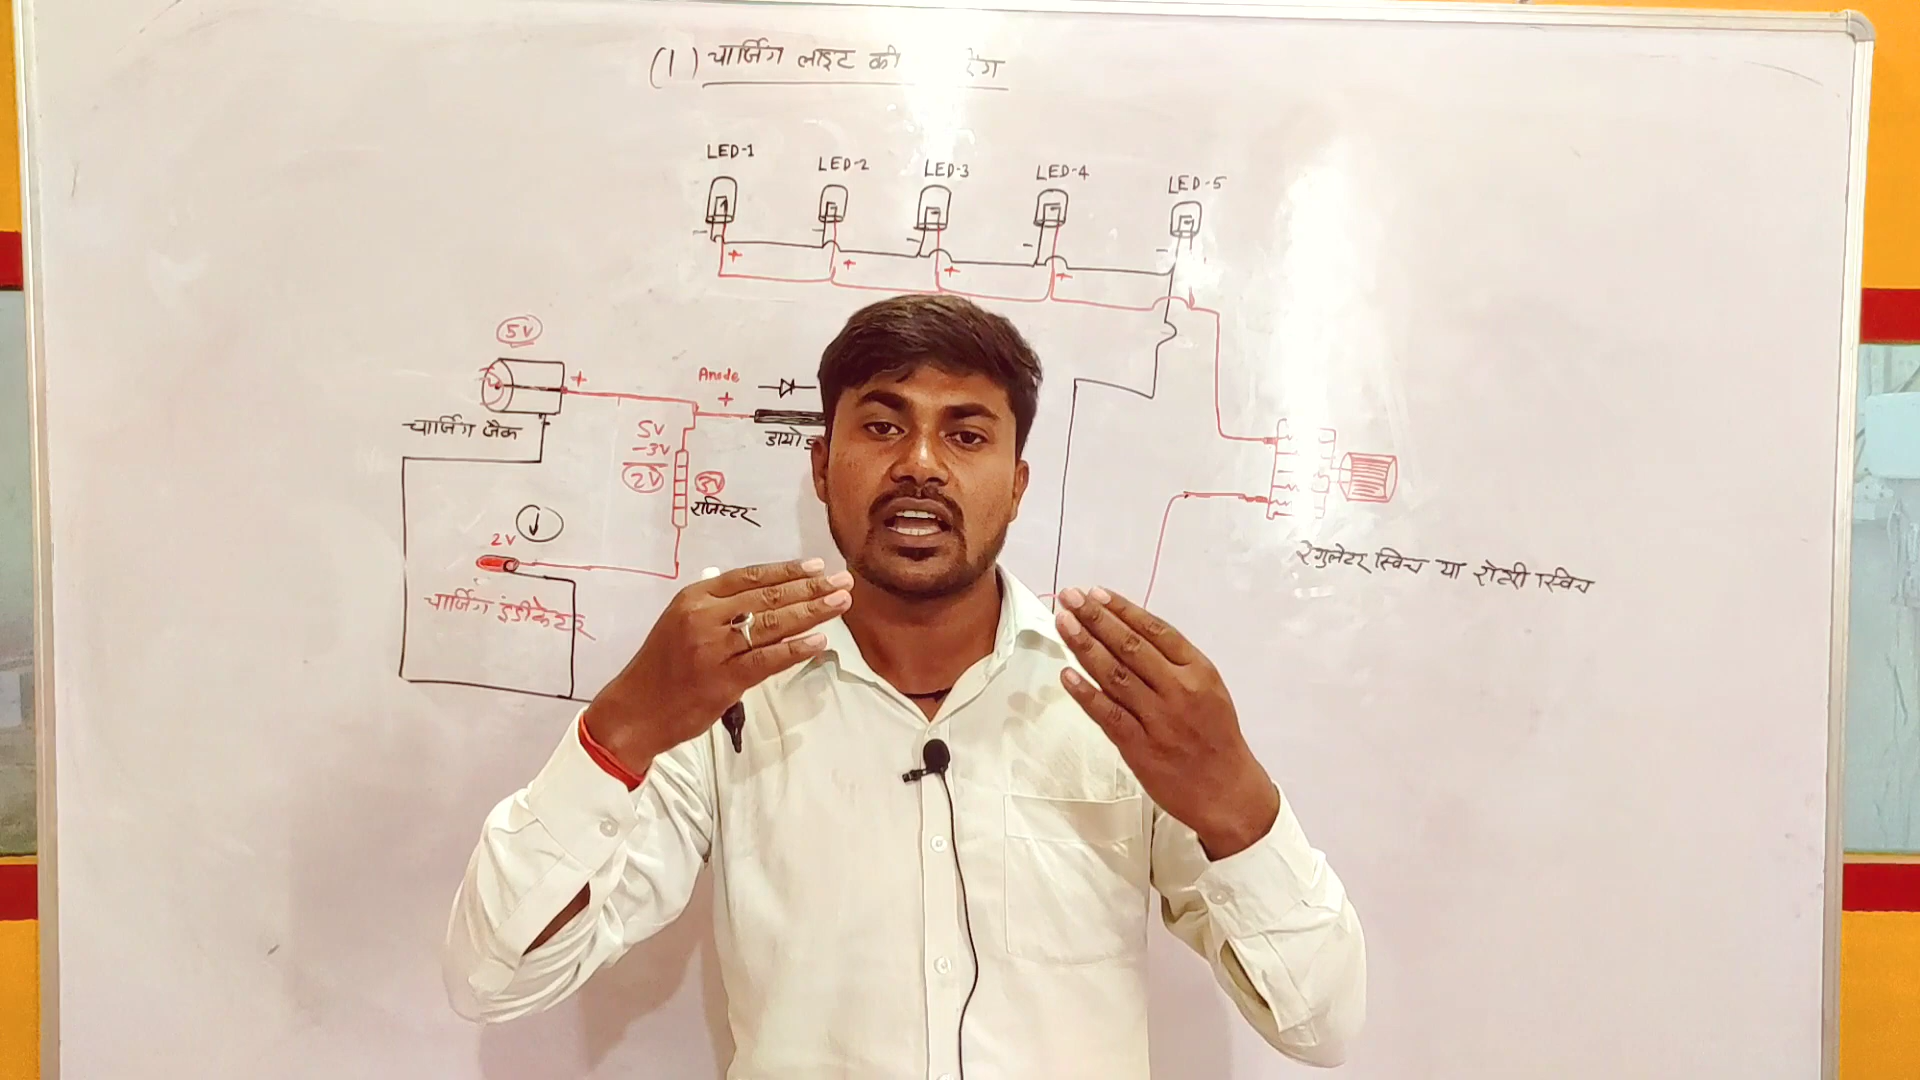 (1) चार्जिंग लाइट की
LED-1
LED-2
LED-3
LED-4
LED-5
- - - - -
+ + + +
5V
+
Anode
+
चार्जिंग जैक
डायोड
5V
-3V
2V
3V
रजिस्टर
2V
चार्जिंग इंडीकेटर
रेगुलेटर स्विच या रोट्री स्विच